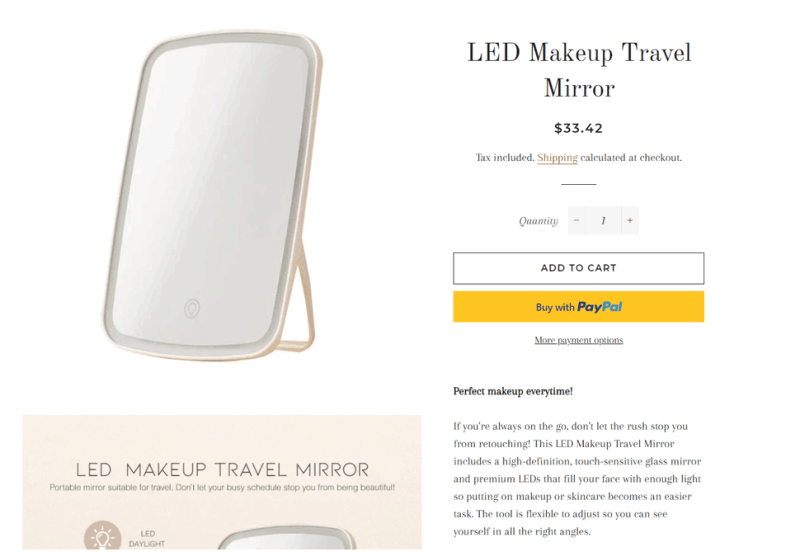 LED Makeup Travel
Mirror
$33.42
Tax included. Shipping calculated at checkout.
Quantity − 1 +
ADD TO CART
Buy with PayPal
More payment options
Perfect makeup everytime!
If you're always on the go, don't let the rush stop you
from retouching! This LED Makeup Travel Mirror
includes a high-definition, touch-sensitive glass mirror
and premium LEDs that fill your face with enough light
so putting on makeup or skincare becomes an easier
task. The tool is flexible to adjust so you can see
yourself in all the right angles.
LED MAKEUP TRAVEL MIRROR
Portable mirror suitable for travel. Don't let your busy schedule stop you from being beautiful!
LED
DAYLIGHT